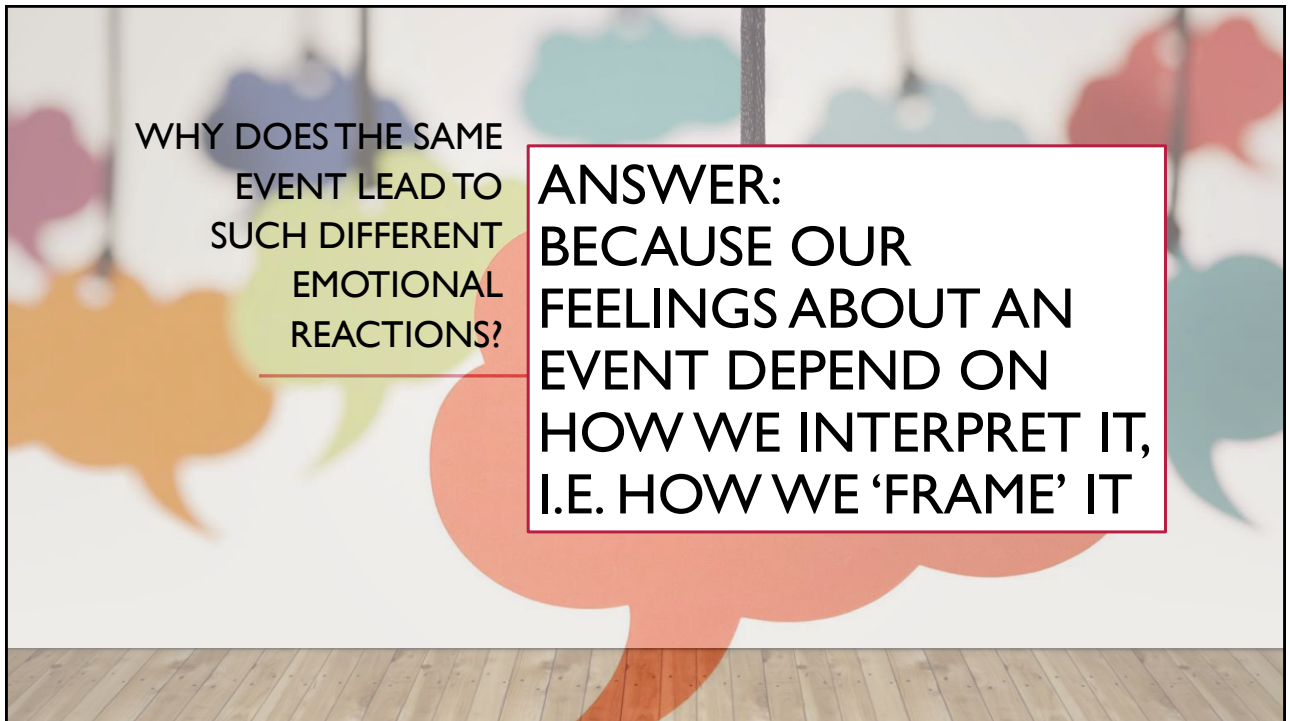 WHY DOES THE SAME
EVENT LEAD TO
SUCH DIFFERENT
EMOTIONAL
REACTIONS?
ANSWER:
BECAUSE OUR
FEELINGS ABOUT AN
EVENT DEPEND ON
HOW WE INTERPRET IT,
I.E. HOW WE ‘FRAME’ IT